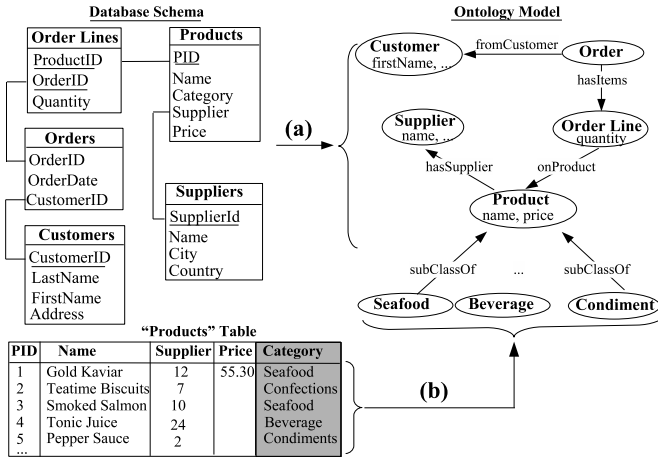 Database Schema
Order Lines
ProductID
OrderID
Quantity
Products
PID
Name
Category
Supplier
Price
Orders
OrderID
OrderDate
CustomerID
Suppliers
SupplierId
Name
City
Country
Customers
CustomerID
LastName
FirstName
Address
(a)
Ontology Model
Customer
firstName, ...
fromCustomer
Order
hasItems
Supplier
name, ...
Order Line
quantity
hasSupplier
onProduct
Product
name, price
subClassOf
...
subClassOf
Seafood
Beverage
Condiment
“Products” Table
PID Name Supplier Price Category
1 Gold Kaviar 12 55.30 Seafood
2 Teatime Biscuits 7 Confections
3 Smoked Salmon 10 Seafood
4 Tonic Juice 24 Beverage
5 Pepper Sauce 2 Condiments
...
(b)